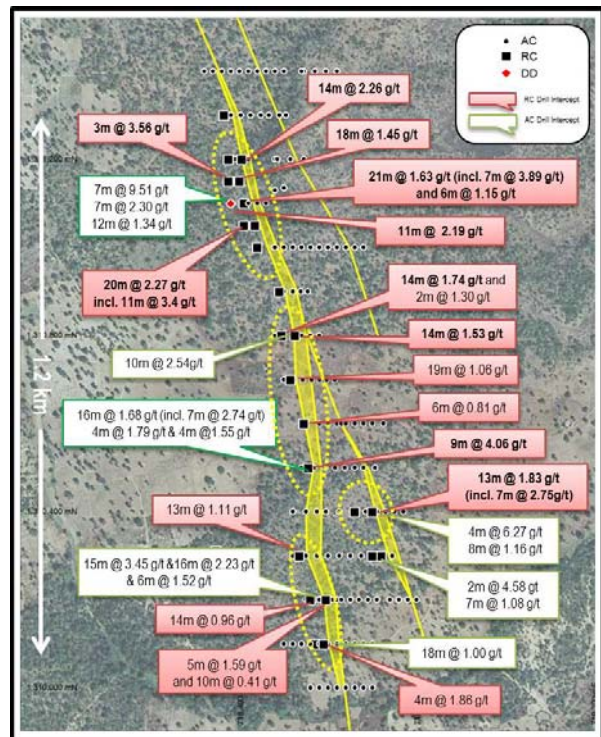 AC
RC
DD
RC Drill Intercept
AC Drill Intercept
14m @ 2.26 g/t
3m @ 3.56 g/t
18m @ 1.45 g/t
21m @ 1.63 g/t (incl. 7m @ 3.89 g/t)
and 6m @ 1.15 g/t
7m @ 9.51 g/t
7m @ 2.30 g/t
12m @ 1.34 g/t
11m @ 2.19 g/t
20m @ 2.27 g/t
incl. 11m @ 3.4 g/t
14m @ 1.74 g/t and
2m @ 1.30 g/t
14m @ 1.53 g/t
10m @ 2.54g/t
1.2 km
19m @ 1.06 g/t
6m @ 0.81 g/t
16m @ 1.68 g/t (incl. 7m @ 2.74 g/t)
4m @ 1.79 g/t & 4m @1.55 g/t
9m @ 4.06 g/t
13m @ 1.83 g/t
(incl. 7m @ 2.75g/t)
13m @ 1.11 g/t
4m @ 6.27 g/t
8m @ 1.16 g/t
15m @ 3.45 g/t &16m @ 2.23 g/t
& 6m @ 1.52 g/t
2m @ 4.58 gt
7m @ 1.08 g/t
14m @ 0.96 g/t
18m @ 1.00 g/t
5m @ 1.59 g/t
and 10m @ 0.41 g/t
4m @ 1.86 g/t